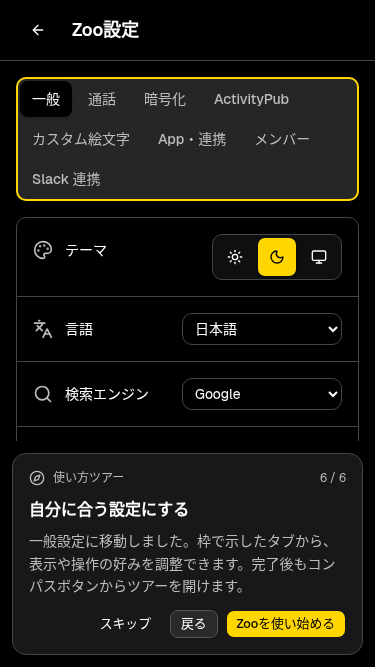 Zoo設定
一般 通話 暗号化 ActivityPub
カスタム絵文字 App・連携 メンバー
Slack 連携
テーマ
言語 日本語
検索エンジン Google
使い方ツアー 6 / 6
自分に合う設定にする
一般設定に移動しました。枠で示したタブから、
表示や操作の好みを調整できます。完了後もコン
パスボタンからツアーを開けます。
スキップ 戻る Zooを使い始める